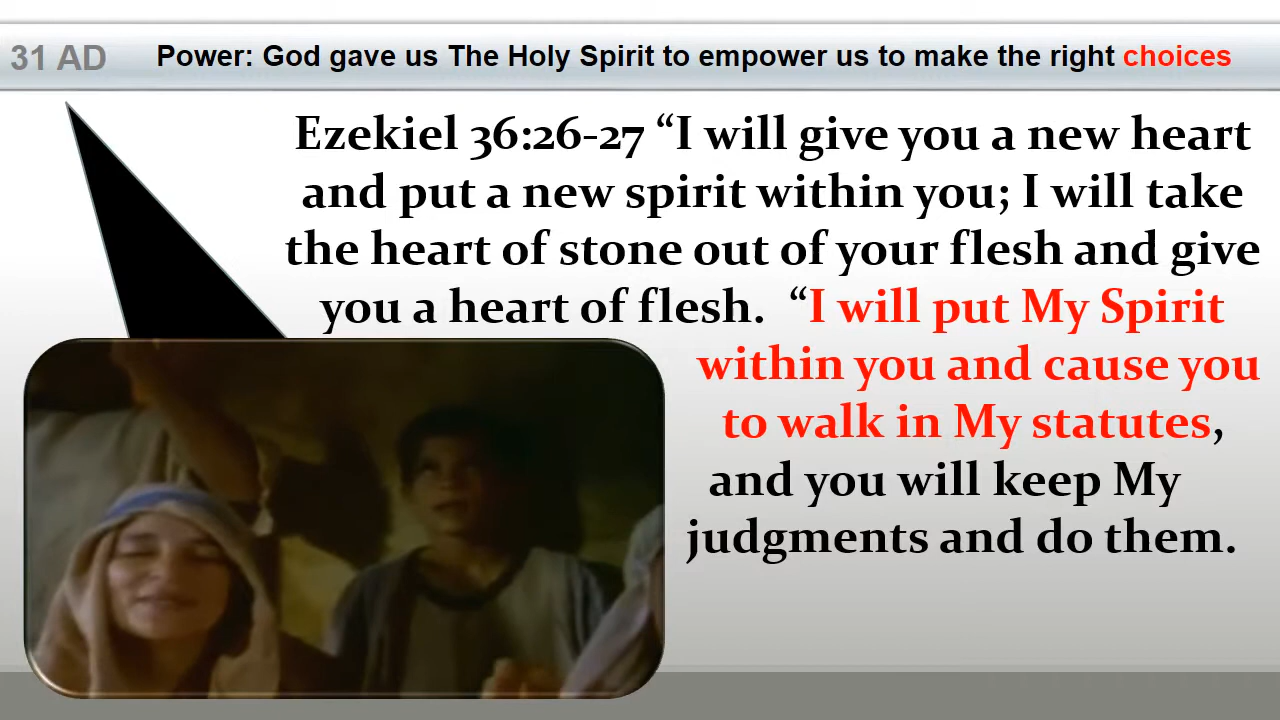 31 AD
Power: God gave us The Holy Spirit to empower us to make the right choices
Ezekiel 36:26-27 “I will give you a new heart
and put a new spirit within you; I will take
the heart of stone out of your flesh and give
you a heart of flesh. “I will put My Spirit
within you and cause you
to walk in My statutes,
and you will keep My
judgments and do them.